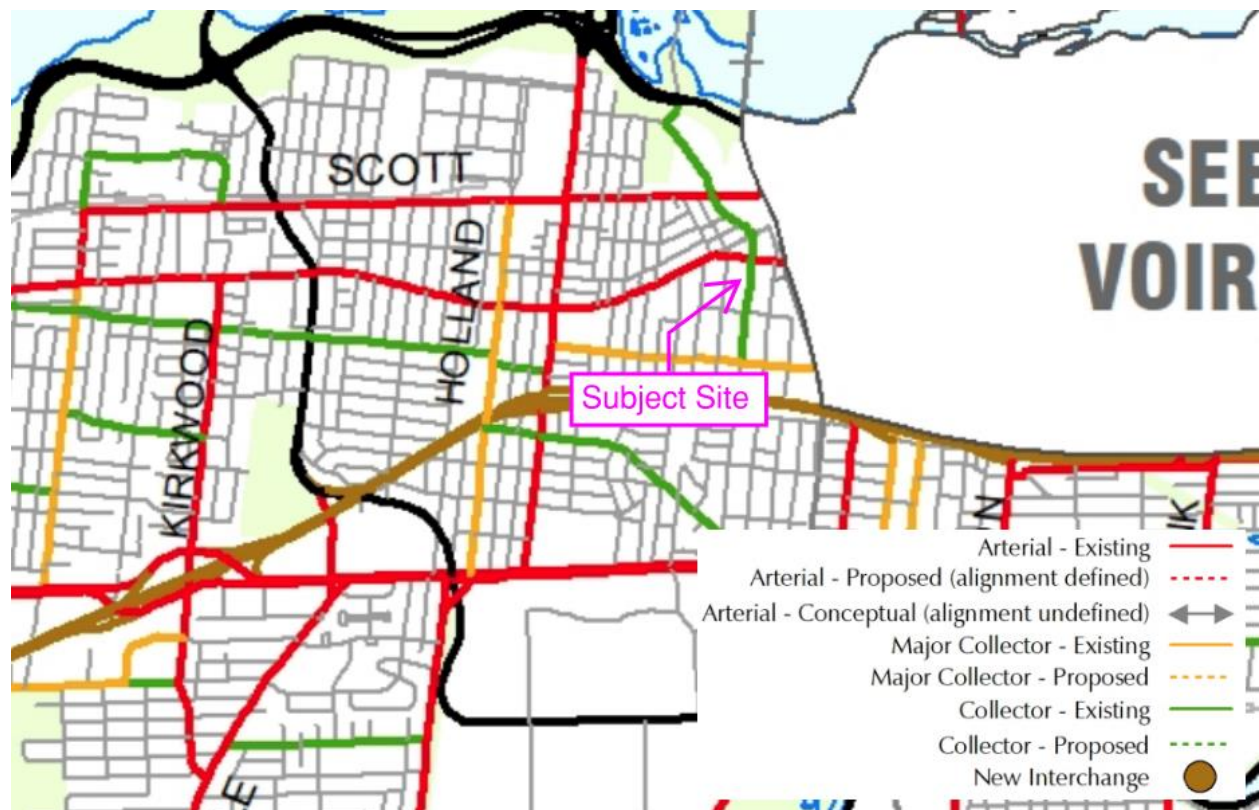 SCOTT
HOLLAND
KIRKWOOD
SEE
VOIR
Subject Site
N
IK
E
Arterial - Existing
Arterial - Proposed (alignment defined)
Arterial - Conceptual (alignment undefined)
Major Collector - Existing
Major Collector - Proposed
Collector - Existing
Collector - Proposed
New Interchange